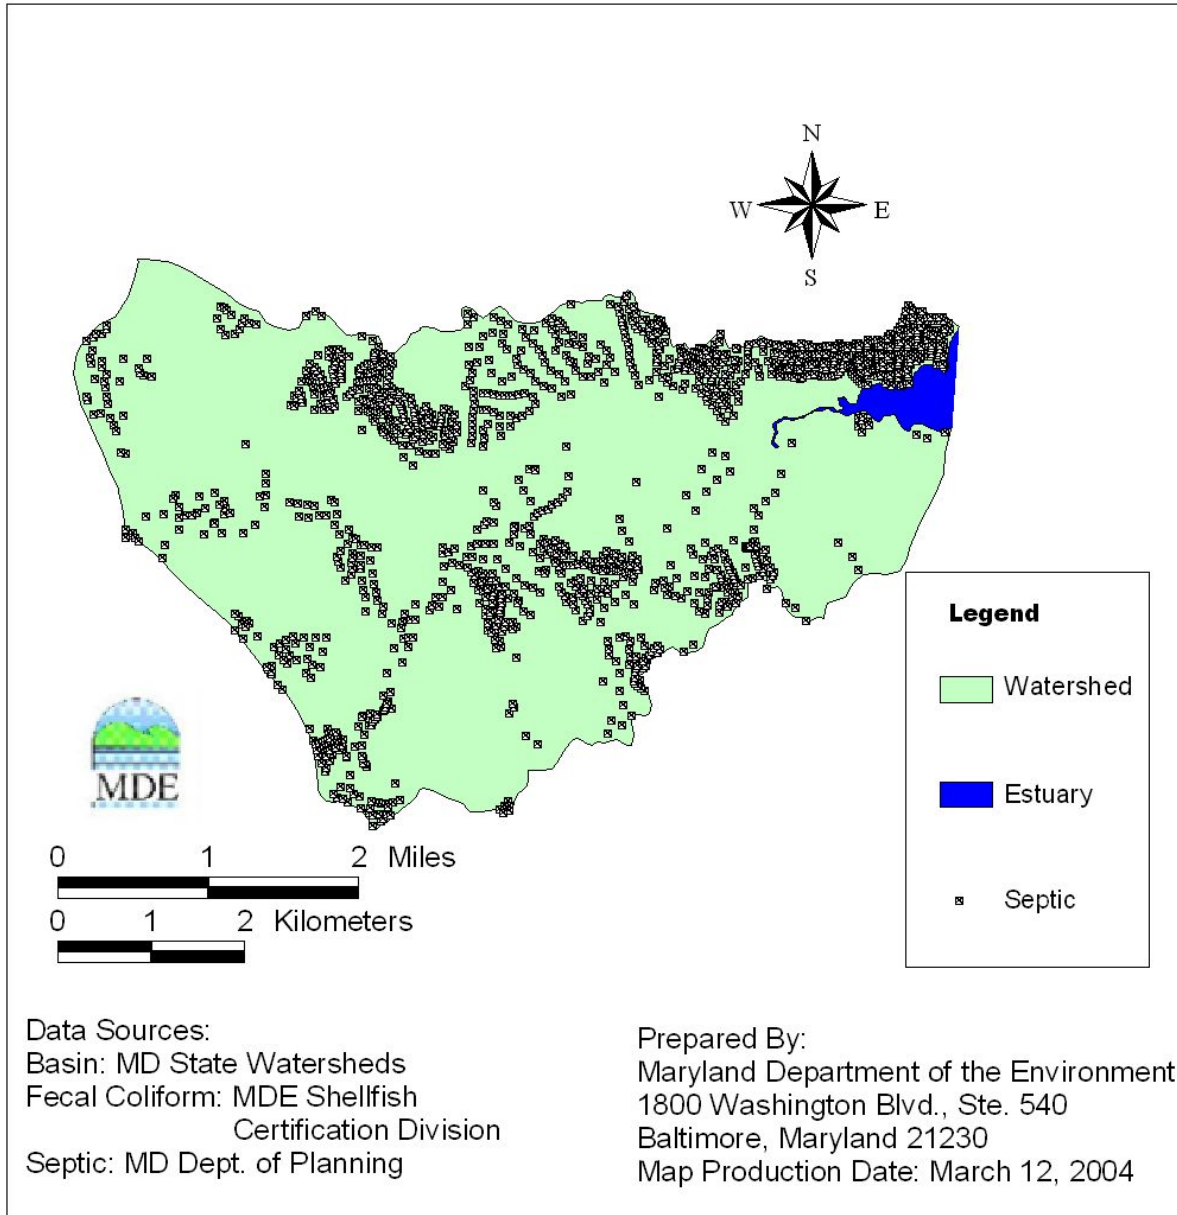 N
W
E
S
Legend
Watershed
Estuary
Septic
MDE
0 1 2 Miles
0 1 2 Kilometers
Data Sources:
Basin: MD State Watersheds
Fecal Coliform: MDE Shellfish
Certification Division
Septic: MD Dept. of Planning
Prepared By:
Maryland Department of the Environment
1800 Washington Blvd., Ste. 540
Baltimore, Maryland 21230
Map Production Date: March 12, 2004